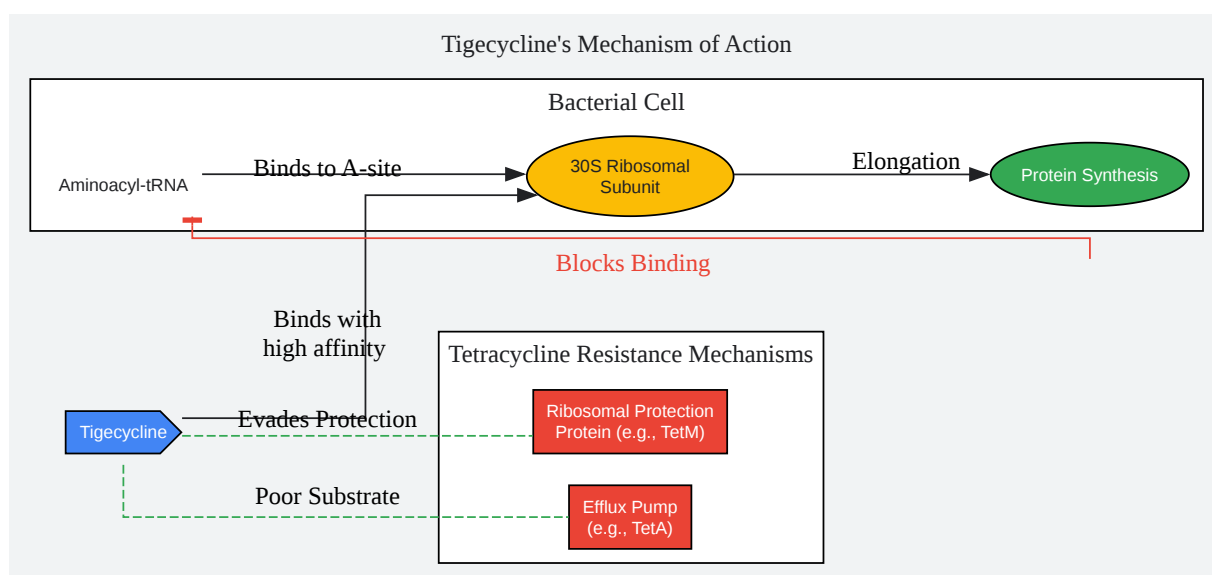 Tigecycline's Mechanism of Action
Bacterial Cell
Aminoacyl-tRNA
Binds to A-site
30S Ribosomal
Subunit
Elongation
Protein Synthesis
Blocks Binding
Binds with
high affinity
Tetracycline Resistance Mechanisms
Tigecycline
Evades Protection
Ribosomal Protection
Protein (e.g., TetM)
Poor Substrate
Efflux Pump
(e.g., TetA)